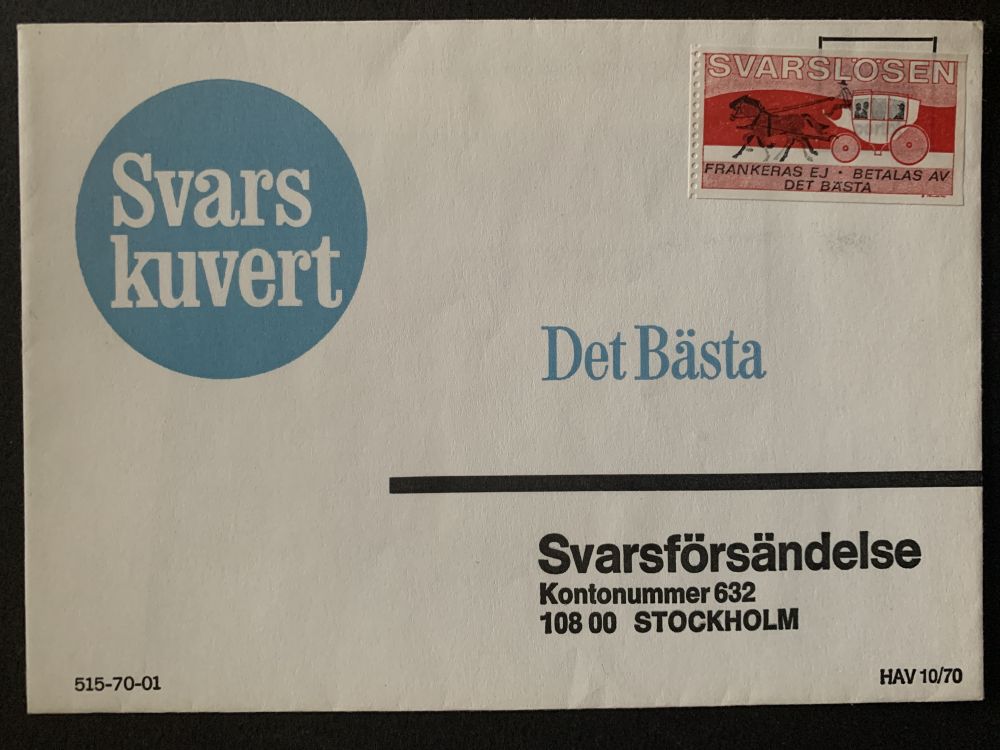 Svars
kuvert
SVARSLÖSEN
FRANKERAS EJ · BETALAS AV
DET BÄSTA
Det Bästa
Svarsförsändelse
Kontonummer 632
108 00 STOCKHOLM
515-70-01
HAV 10/70